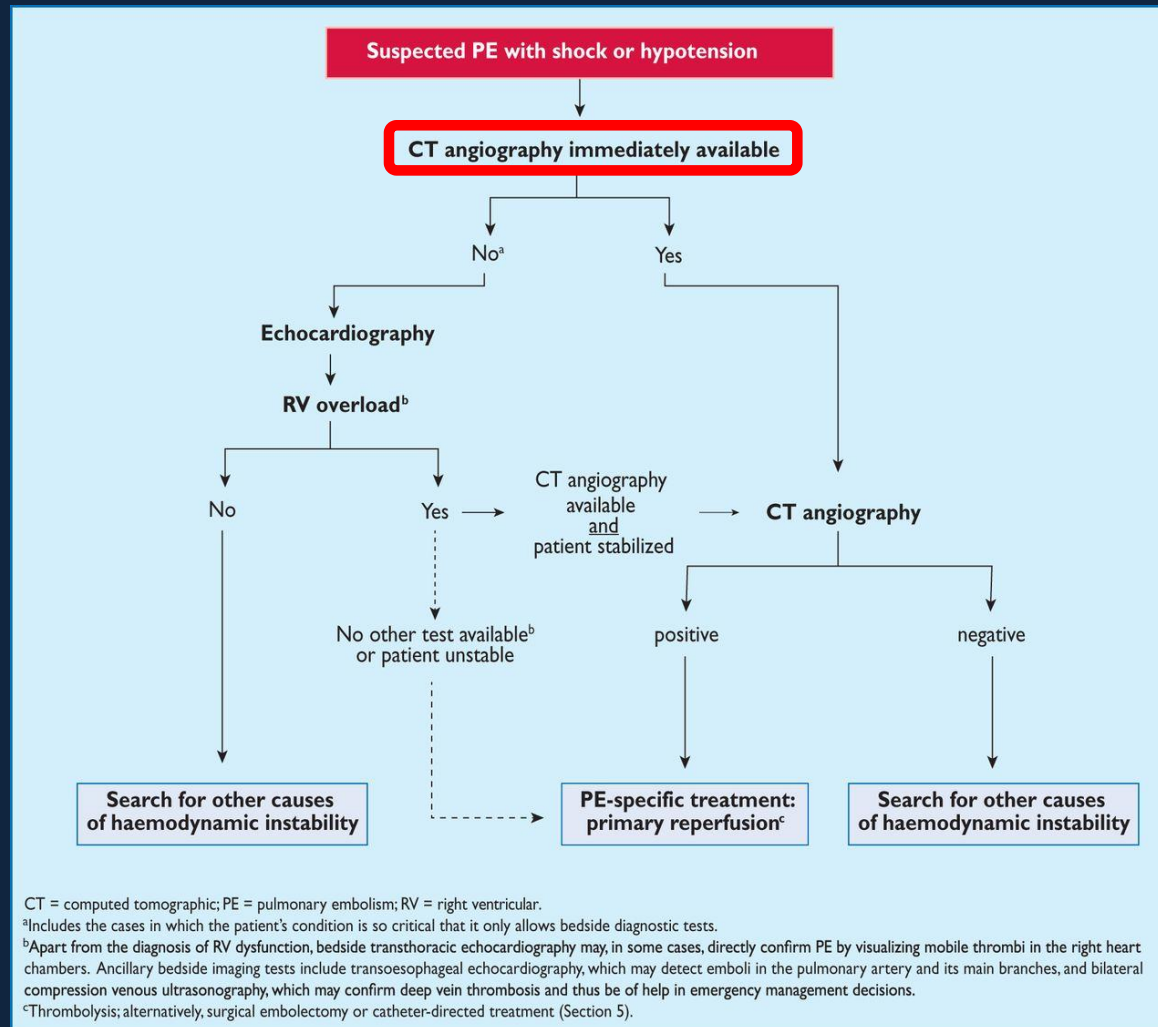 Suspected PE with shock or hypotension
CT angiography immediately available
Noᵃ
Yes
Echocardiography
RV overloadᵇ
No
Yes
CT angiography
available
and
patient stabilized
CT angiography
No other test availableᵇ
or patient unstable
positive
negative
Search for other causes
of haemodynamic instability
PE-specific treatment:
primary reperfusionᶜ
Search for other causes
of haemodynamic instability
CT = computed tomographic; PE = pulmonary embolism; RV = right ventricular.
ᵃIncludes the cases in which the patient's condition is so critical that it only allows bedside diagnostic tests.
ᵇApart from the diagnosis of RV dysfunction, bedside transthoracic echocardiography may, in some cases, directly confirm PE by visualizing mobile thrombi in the right heart
chambers. Ancillary bedside imaging tests include transoesophageal echocardiography, which may detect emboli in the pulmonary artery and its main branches, and bilateral
compression venous ultrasonography, which may confirm deep vein thrombosis and thus be of help in emergency management decisions.
ᶜThrombolysis; alternatively, surgical embolectomy or catheter-directed treatment (Section 5).